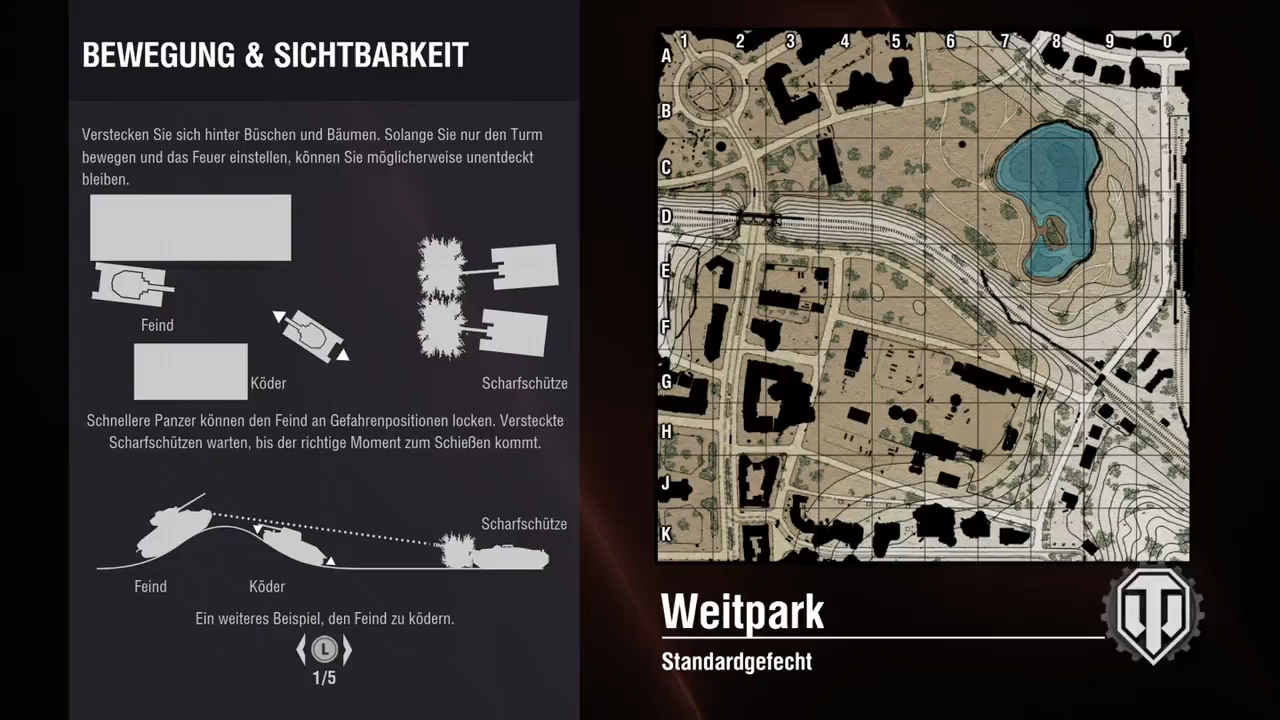 BEWEGUNG & SICHTBARKEIT
Verstecken Sie sich hinter Büschen und Bäumen. Solange Sie nur den Turm
bewegen und das Feuer einstellen, können Sie möglicherweise unentdeckt
bleiben.
Feind
Köder
Scharfschütze
Schnellere Panzer können den Feind an Gefahrenpositionen locken. Versteckte
Scharfschützen warten, bis der richtige Moment zum Schießen kommt.
Scharfschütze
Feind
Köder
Ein weiteres Beispiel, den Feind zu ködern.
L
1/5
1 2 3 4 5 6 7 8 9 0
A
B
C
D
E
F
G
H
J
K
Weitpark
Standardgefecht